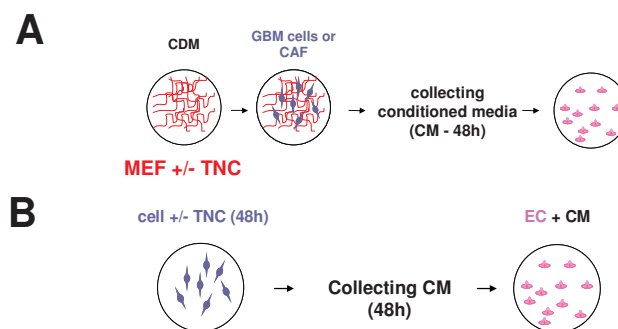 A
CDM
GBM cells or
CAF
collecting
conditioned media
(CM - 48h)
MEF +/- TNC
B
cell +/- TNC (48h)
EC + CM
Collecting CM
(48h)